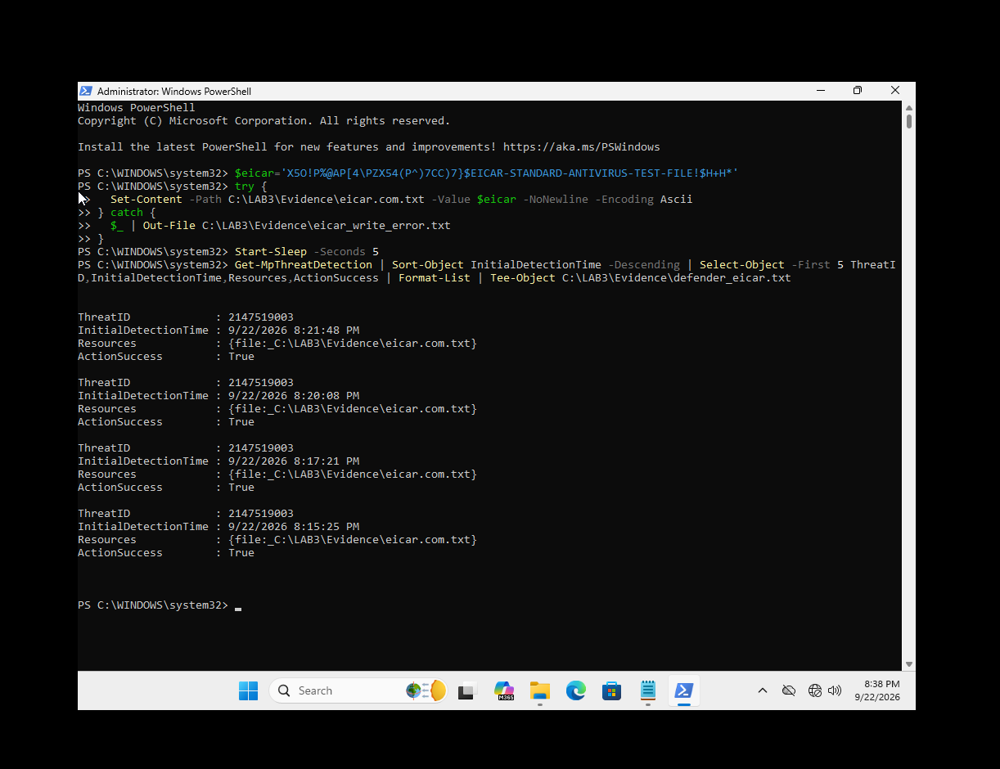 Administrator: Windows PowerShell
Windows PowerShell
Copyright (C) Microsoft Corporation. All rights reserved.
Install the latest PowerShell for new features and improvements! https://aka.ms/PSWindows
PS C:\WINDOWS\system32> $eicar='X5O!P%@AP[4\PZX54(P^)7CC)7}$EICAR-STANDARD-ANTIVIRUS-TEST-FILE!$H+H*'
PS C:\WINDOWS\system32> try {
>>   Set-Content -Path C:\LAB3\Evidence\eicar.com.txt -Value $eicar -NoNewline -Encoding Ascii
>> } catch {
>>   $_ | Out-File C:\LAB3\Evidence\eicar_write_error.txt
>> }
PS C:\WINDOWS\system32> Start-Sleep -Seconds 5
PS C:\WINDOWS\system32> Get-MpThreatDetection | Sort-Object InitialDetectionTime -Descending | Select-Object -First 5 ThreatI
D,InitialDetectionTime,Resources,ActionSuccess | Format-List | Tee-Object C:\LAB3\Evidence\defender_eicar.txt
ThreatID             : 2147519003
InitialDetectionTime : 9/22/2026 8:21:48 PM
Resources            : {file:_C:\LAB3\Evidence\eicar.com.txt}
ActionSuccess        : True
ThreatID             : 2147519003
InitialDetectionTime : 9/22/2026 8:20:08 PM
Resources            : {file:_C:\LAB3\Evidence\eicar.com.txt}
ActionSuccess        : True
ThreatID             : 2147519003
InitialDetectionTime : 9/22/2026 8:17:21 PM
Resources            : {file:_C:\LAB3\Evidence\eicar.com.txt}
ActionSuccess        : True
ThreatID             : 2147519003
InitialDetectionTime : 9/22/2026 8:15:25 PM
Resources            : {file:_C:\LAB3\Evidence\eicar.com.txt}
ActionSuccess        : True
PS C:\WINDOWS\system32>
Search
M365
8:38 PM
9/22/2026